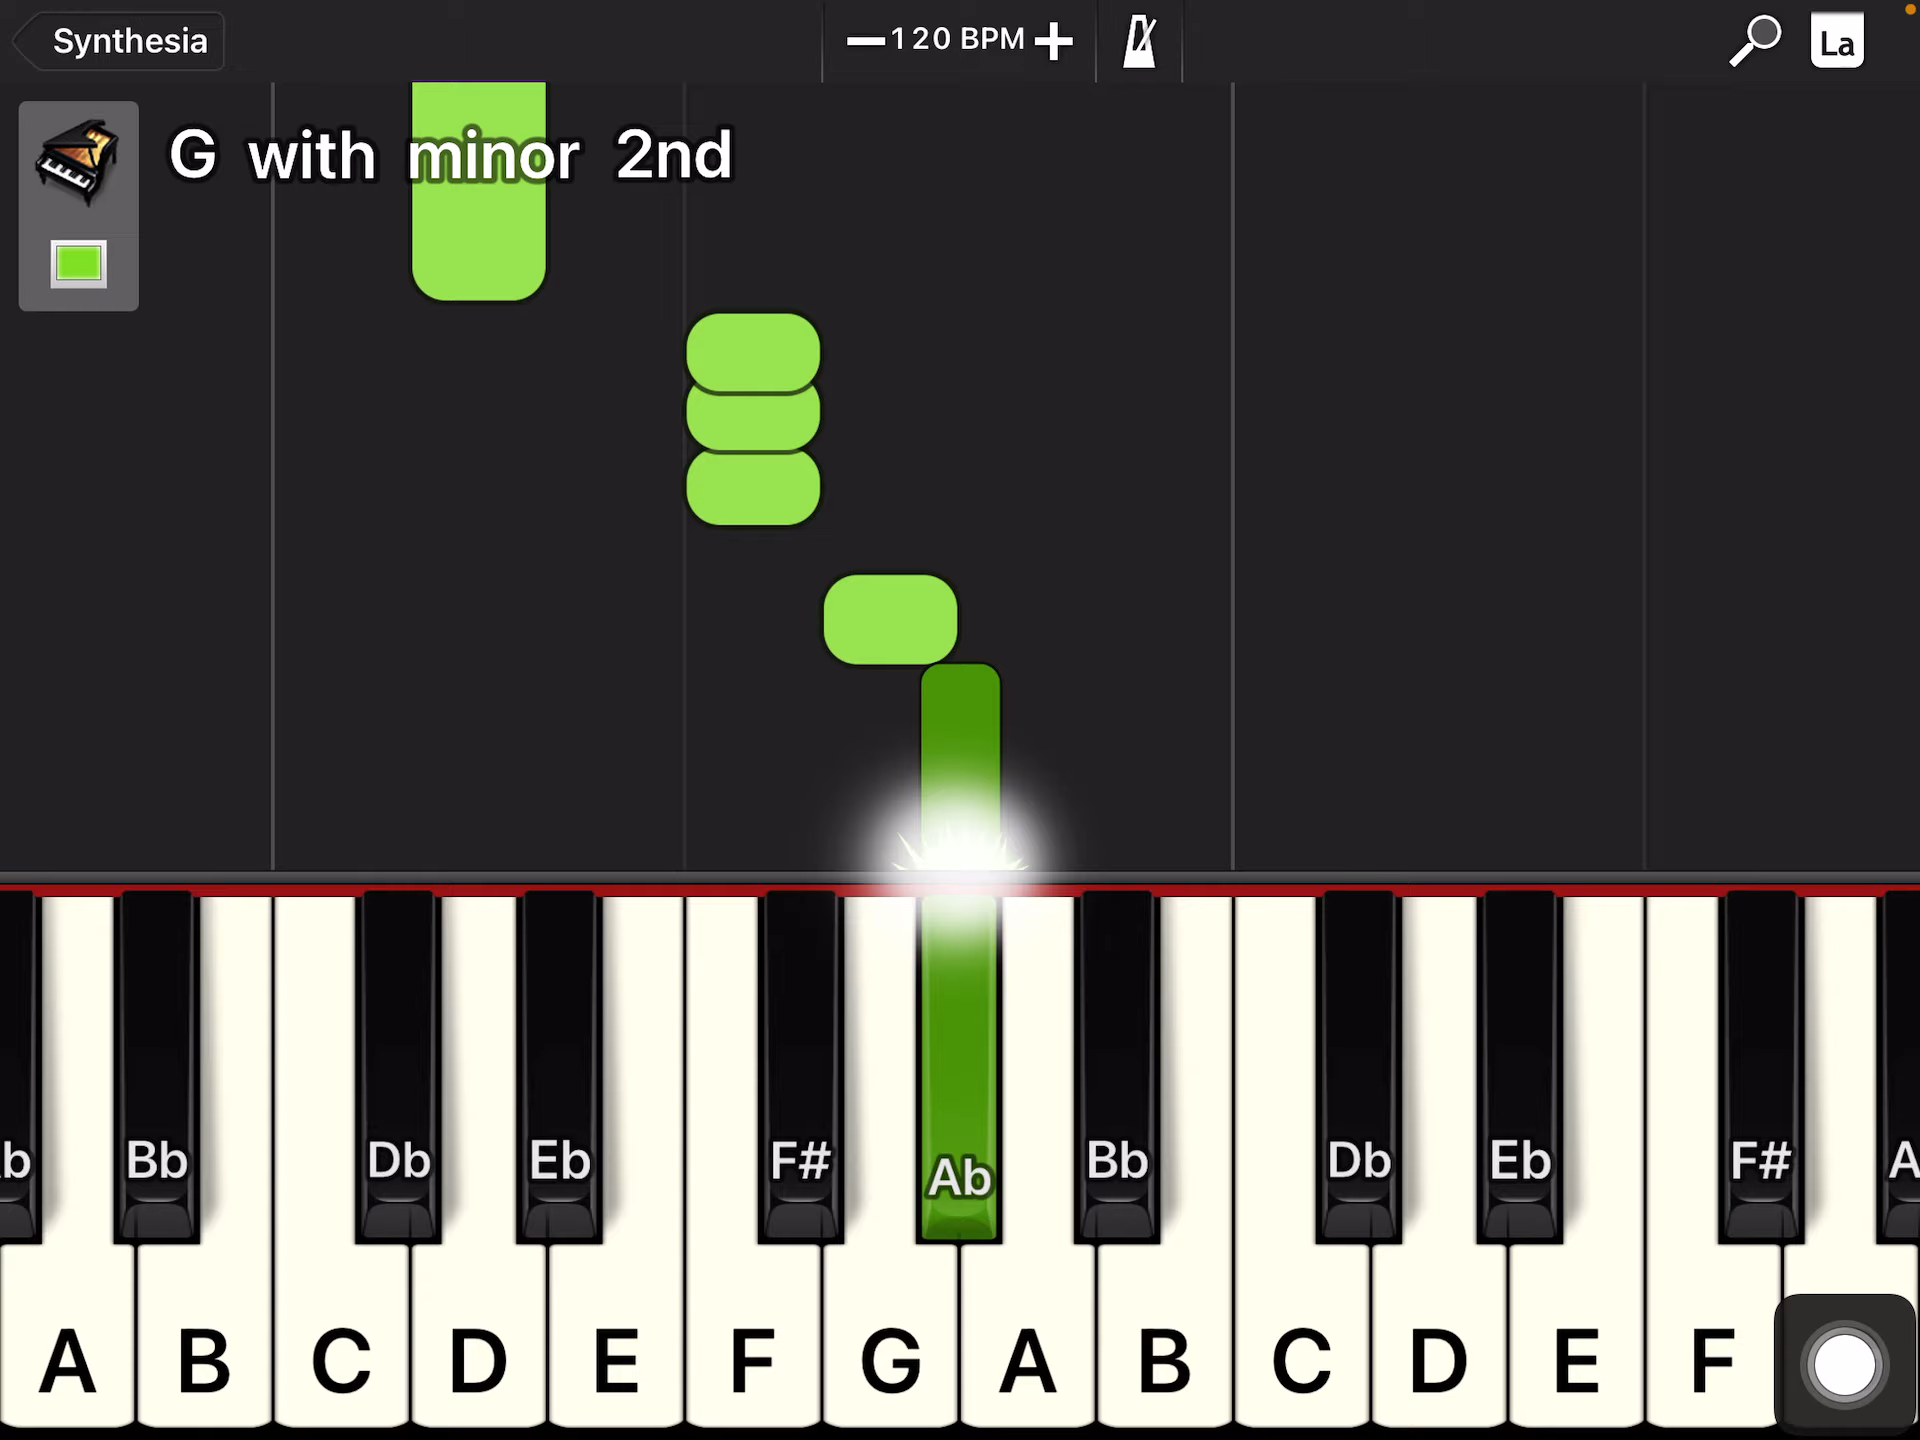 Synthesia
120 BPM
La
G with minor 2nd
b Bb Db Eb F# Ab Bb Db Eb F# A
A B C D E F G A B C D E F